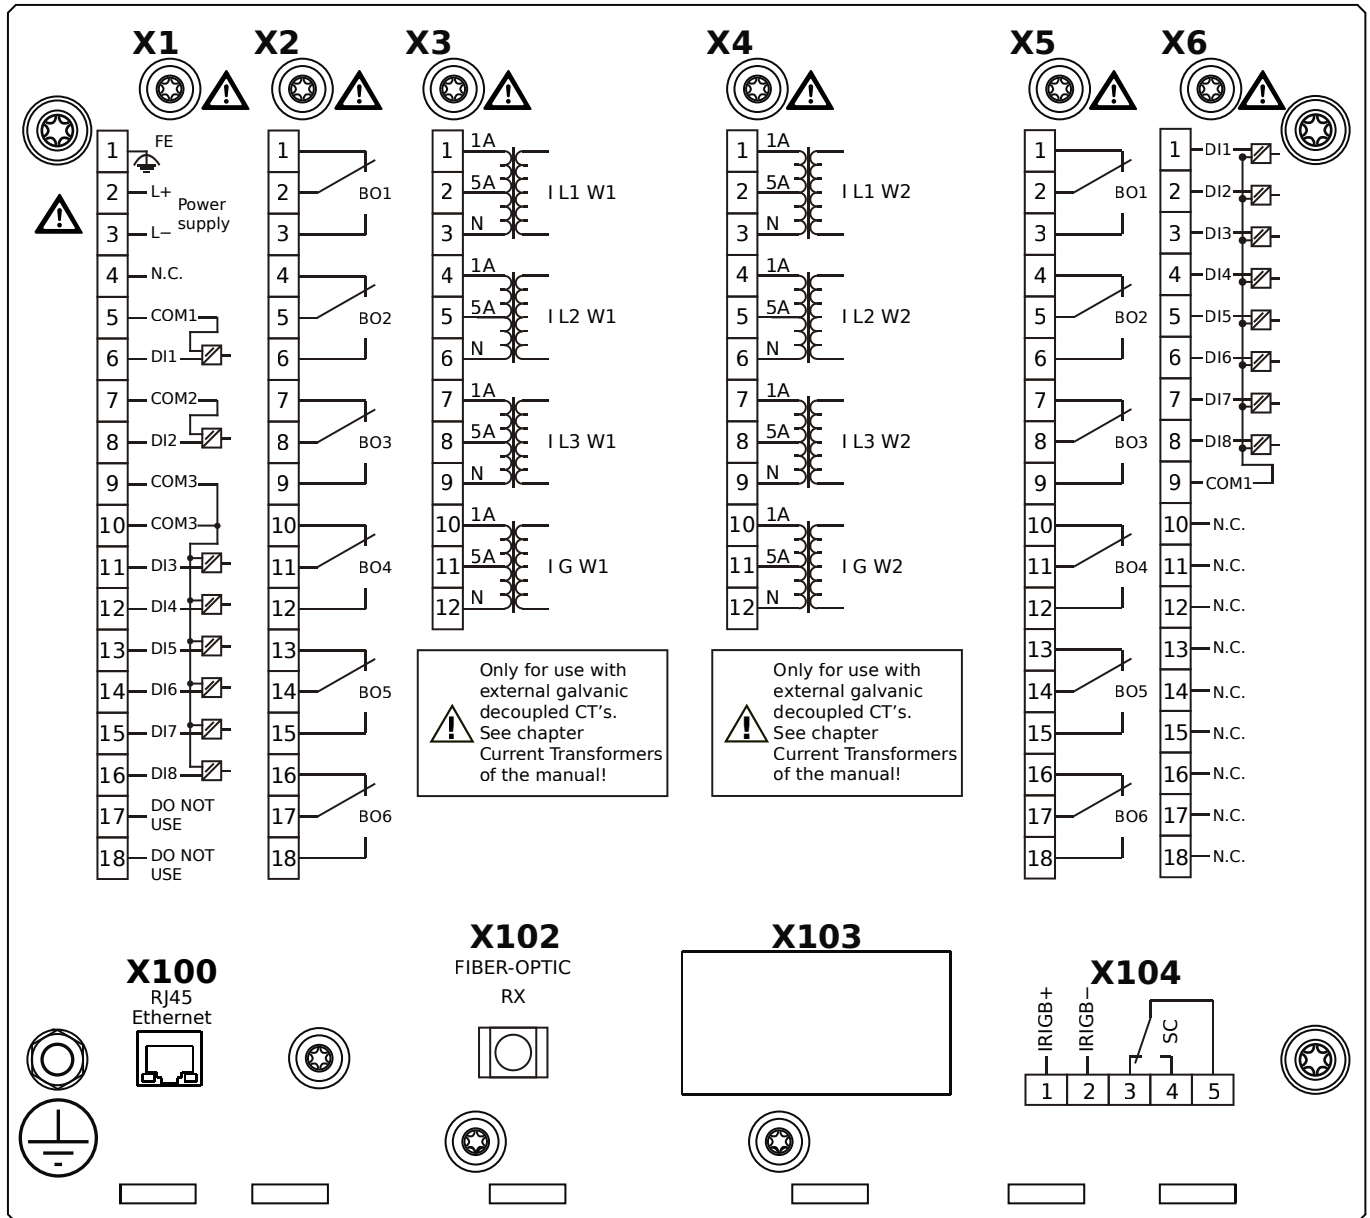 X1 X2 X3 X4 X5 X6
1 FE
2 L+
Power
supply
3 L−
4 N.C.
5 COM1
6 DI1
7 COM2
8 DI2
9 COM3
10 COM3
11 DI3
12 DI4
13 DI5
14 DI6
15 DI7
16 DI8
17 DO NOT
USE
18 DO NOT
USE
1
2 BO1
3
4
5 BO2
6
7
8 BO3
9
10
11 BO4
12
13
14 BO5
15
16
17 BO6
18
1 1A
2 5A I L1 W1
3 N
4 1A
5 5A I L2 W1
6 N
7 1A
8 5A I L3 W1
9 N
10 1A
11 5A I G W1
12 N
Only for use with
external galvanic
decoupled CT's.
See chapter
Current Transformers
of the manual!
1 1A
2 5A I L1 W2
3 N
4 1A
5 5A I L2 W2
6 N
7 1A
8 5A I L3 W2
9 N
10 1A
11 5A I G W2
12 N
Only for use with
external galvanic
decoupled CT's.
See chapter
Current Transformers
of the manual!
1
2 BO1
3
4
5 BO2
6
7
8 BO3
9
10
11 BO4
12
13
14 BO5
15
16
17 BO6
18
1 DI1
2 DI2
3 DI3
4 DI4
5 DI5
6 DI6
7 DI7
8 DI8
9 COM1
10 N.C.
11 N.C.
12 N.C.
13 N.C.
14 N.C.
15 N.C.
16 N.C.
17 N.C.
18 N.C.
X100
RJ45
Ethernet
X102
FIBER-OPTIC
RX
X103
X104
IRIGB+
IRIGB−
SC
1 2 3 4 5